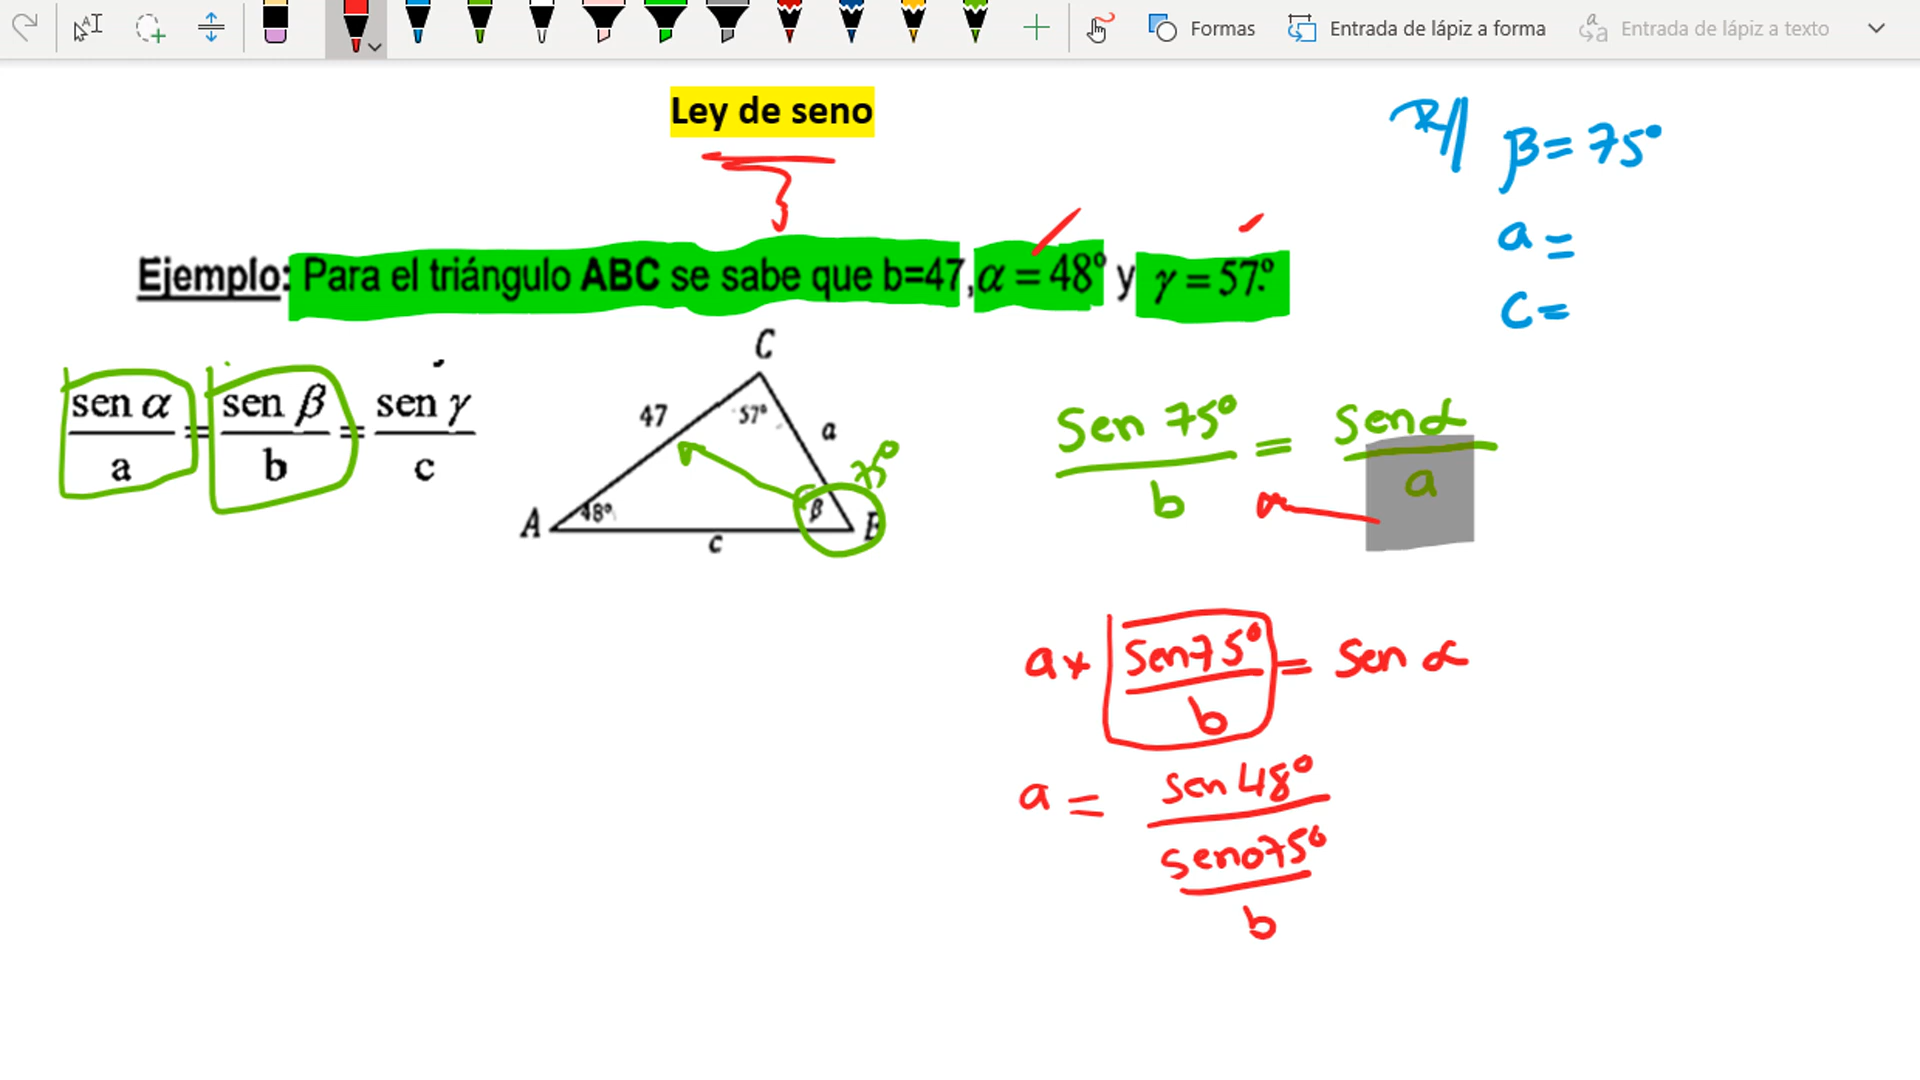 Formas Entrada de lápiz a forma Entrada de lápiz a texto
Ley de seno
R// β = 75°
a =
c =
Ejemplo: Para el triángulo ABC se sabe que b=47, α = 48° y γ = 57°.
sen α / a = sen β / b = sen γ / c
C
47
57°
a
75°
A
48°
β
B
c
Sen 75° / b = Sen α / a
a * Sen 75° / b = Sen α
a = Sen 48°
Seno 75°
b